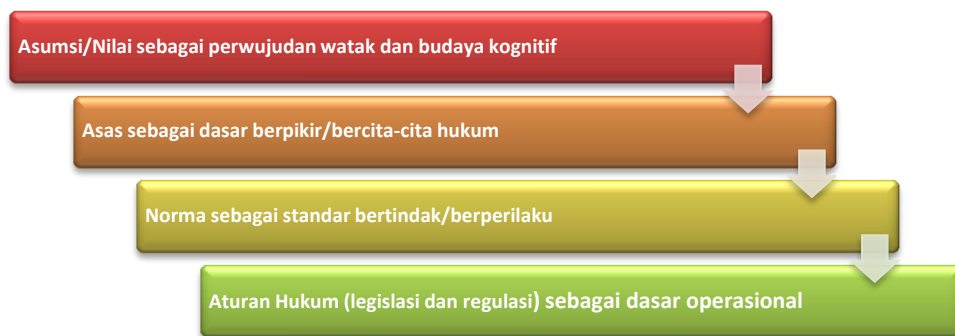 Asumsi/Nilai sebagai perwujudan watak dan budaya kognitif
Asas sebagai dasar berpikir/bercita-cita hukum
Norma sebagai standar bertindak/berperilaku
Aturan Hukum (legislasi dan regulasi) sebagai dasar operasional